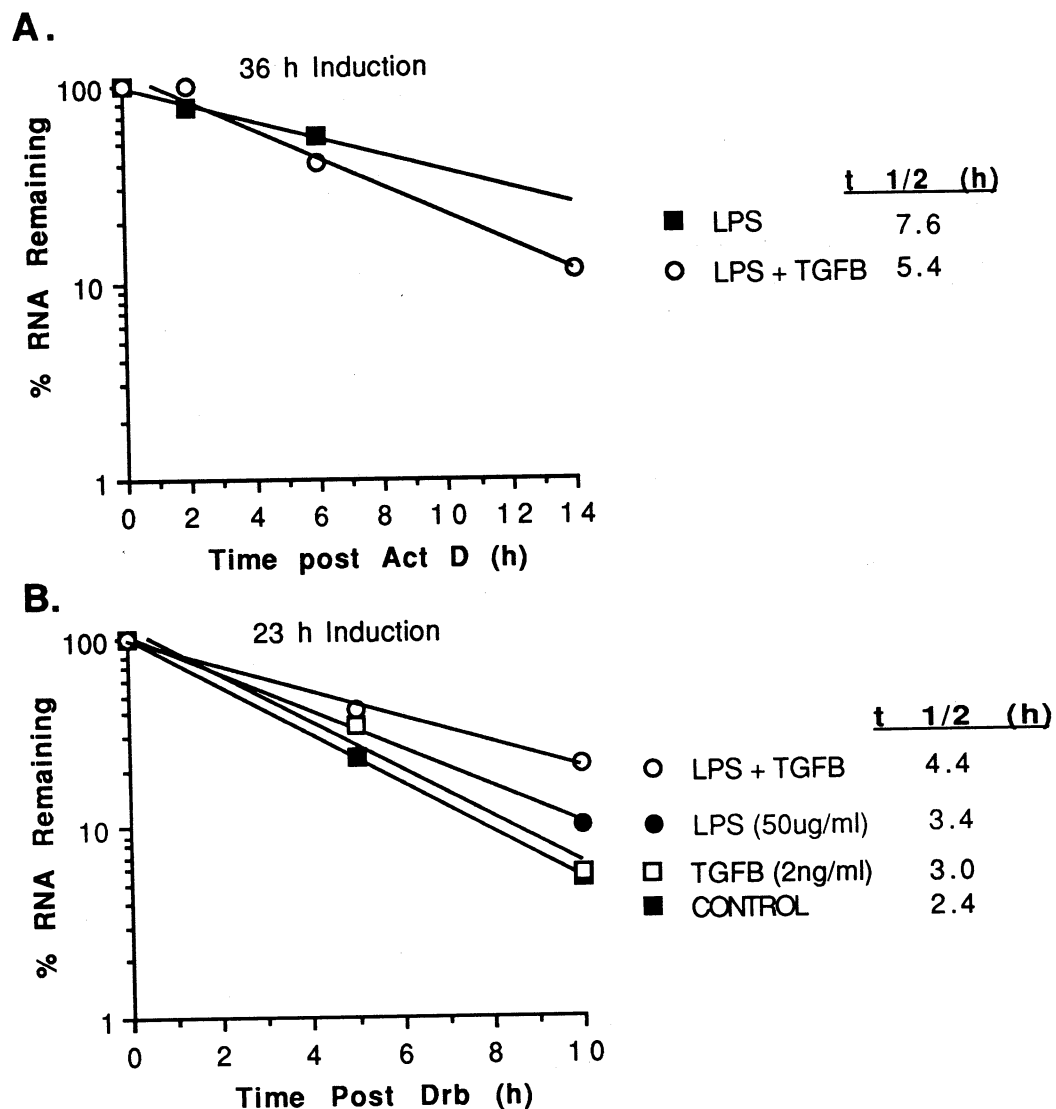 A.
36 h Induction
100
10
1
% RNA Remaining
0 2 4 6 8 10 12 14
Time post Act D (h)
t 1/2 (h)
LPS 7.6
LPS + TGFB 5.4
B.
23 h Induction
100
10
1
% RNA Remaining
0 2 4 6 8 10
Time Post Drb (h)
t 1/2 (h)
LPS + TGFB 4.4
LPS (50ug/ml) 3.4
TGFB (2ng/ml) 3.0
CONTROL 2.4